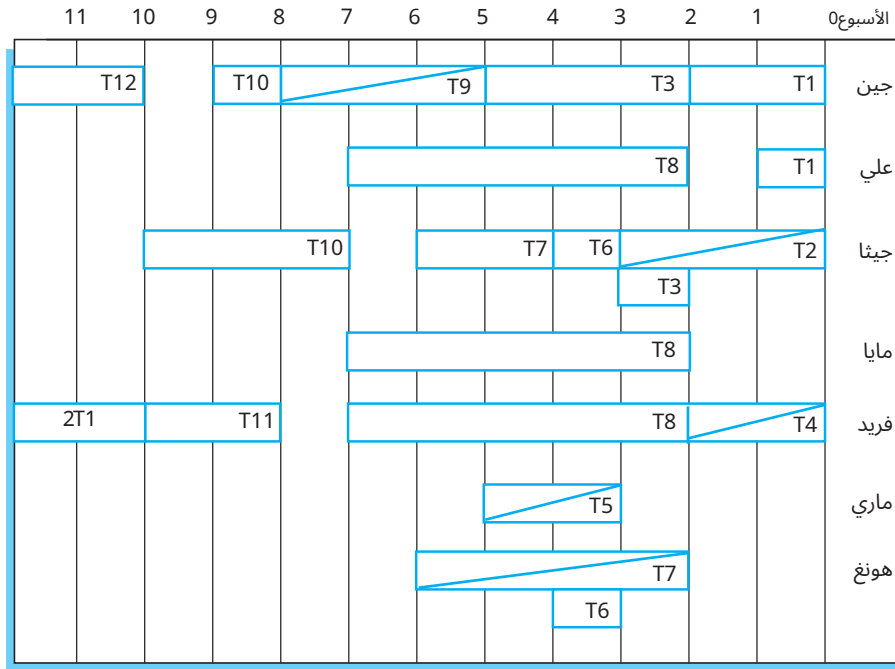 الأسبوع0 1 2 3 4 5 6 7 8 9 10 11
جين T1 T3 T9 T10 T12
علي T1 T8
جيثا T2 T6 T7 T10
T3
مايا T8
فريد T4 T8 T11 2T1
ماري T5
هونغ T7
T6